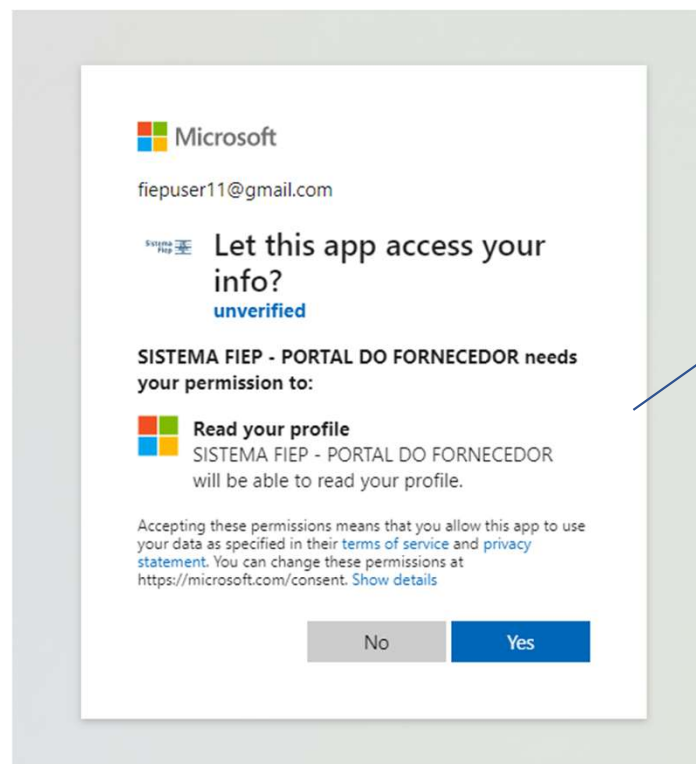 Microsoft
fiepuser11@gmail.com
Sistema
Fiep
Let this app access your
info?
unverified
SISTEMA FIEP - PORTAL DO FORNECEDOR needs
your permission to:
Read your profile
SISTEMA FIEP - PORTAL DO FORNECEDOR
will be able to read your profile.
Accepting these permissions means that you allow this app to use
your data as specified in their terms of service and privacy
statement. You can change these permissions at
https://microsoft.com/consent. Show details
No Yes